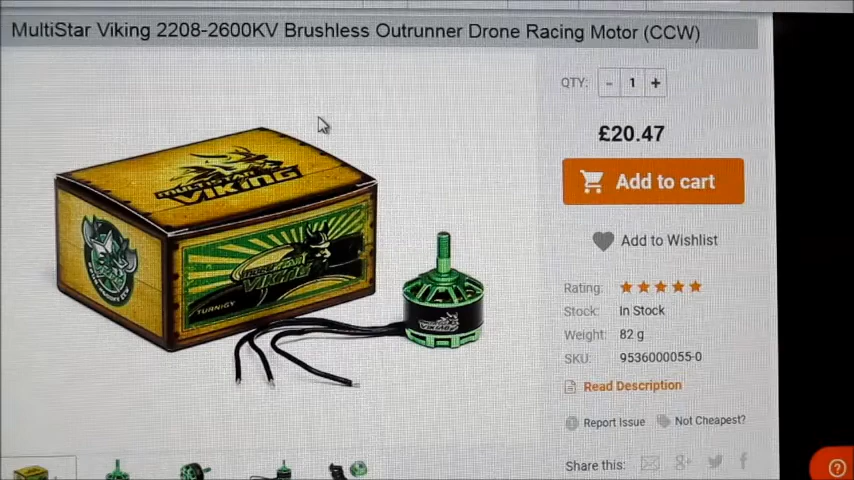 MultiStar Viking 2208-2600KV Brushless Outrunner Drone Racing Motor (CCW)
QTY: - 1 +
£20.47
Add to cart
Add to Wishlist
Rating:
Stock: In Stock
Weight: 82 g
SKU: 9536000055-0
Read Description
Report Issue Not Cheapest?
Share this:
MULTISTAR
VIKING
MULTISTAR
VIKING
TURNIGY
VIKING